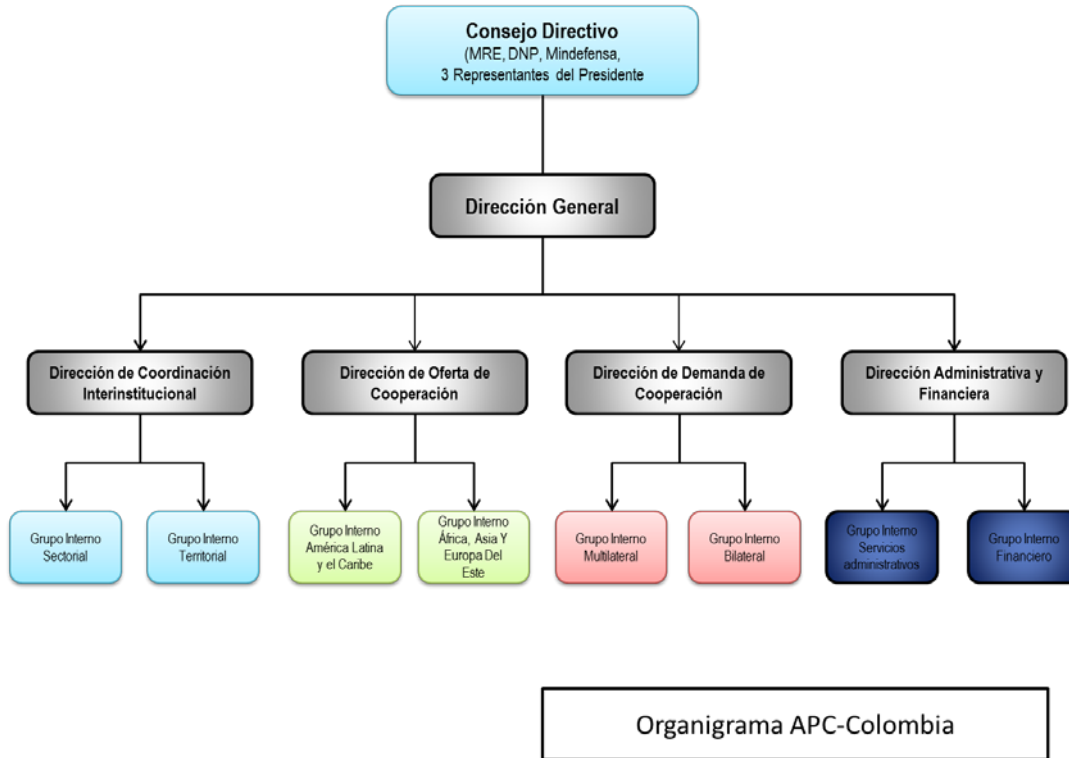 Consejo Directivo
(MRE, DNP, Mindefensa,
3 Representantes del Presidente
Dirección General
Dirección de Coordinación
Interinstitucional
Dirección de Oferta de
Cooperación
Dirección de Demanda de
Cooperación
Dirección Administrativa y
Financiera
Grupo Interno
Sectorial
Grupo Interno
Territorial
Grupo Interno
América Latina
y el Caribe
Grupo Interno
África, Asia Y
Europa Del
Este
Grupo Interno
Multilateral
Grupo Interno
Bilateral
Grupo Interno
Servicios
administrativos
Grupo Interno
Financiero
Organigrama APC-Colombia